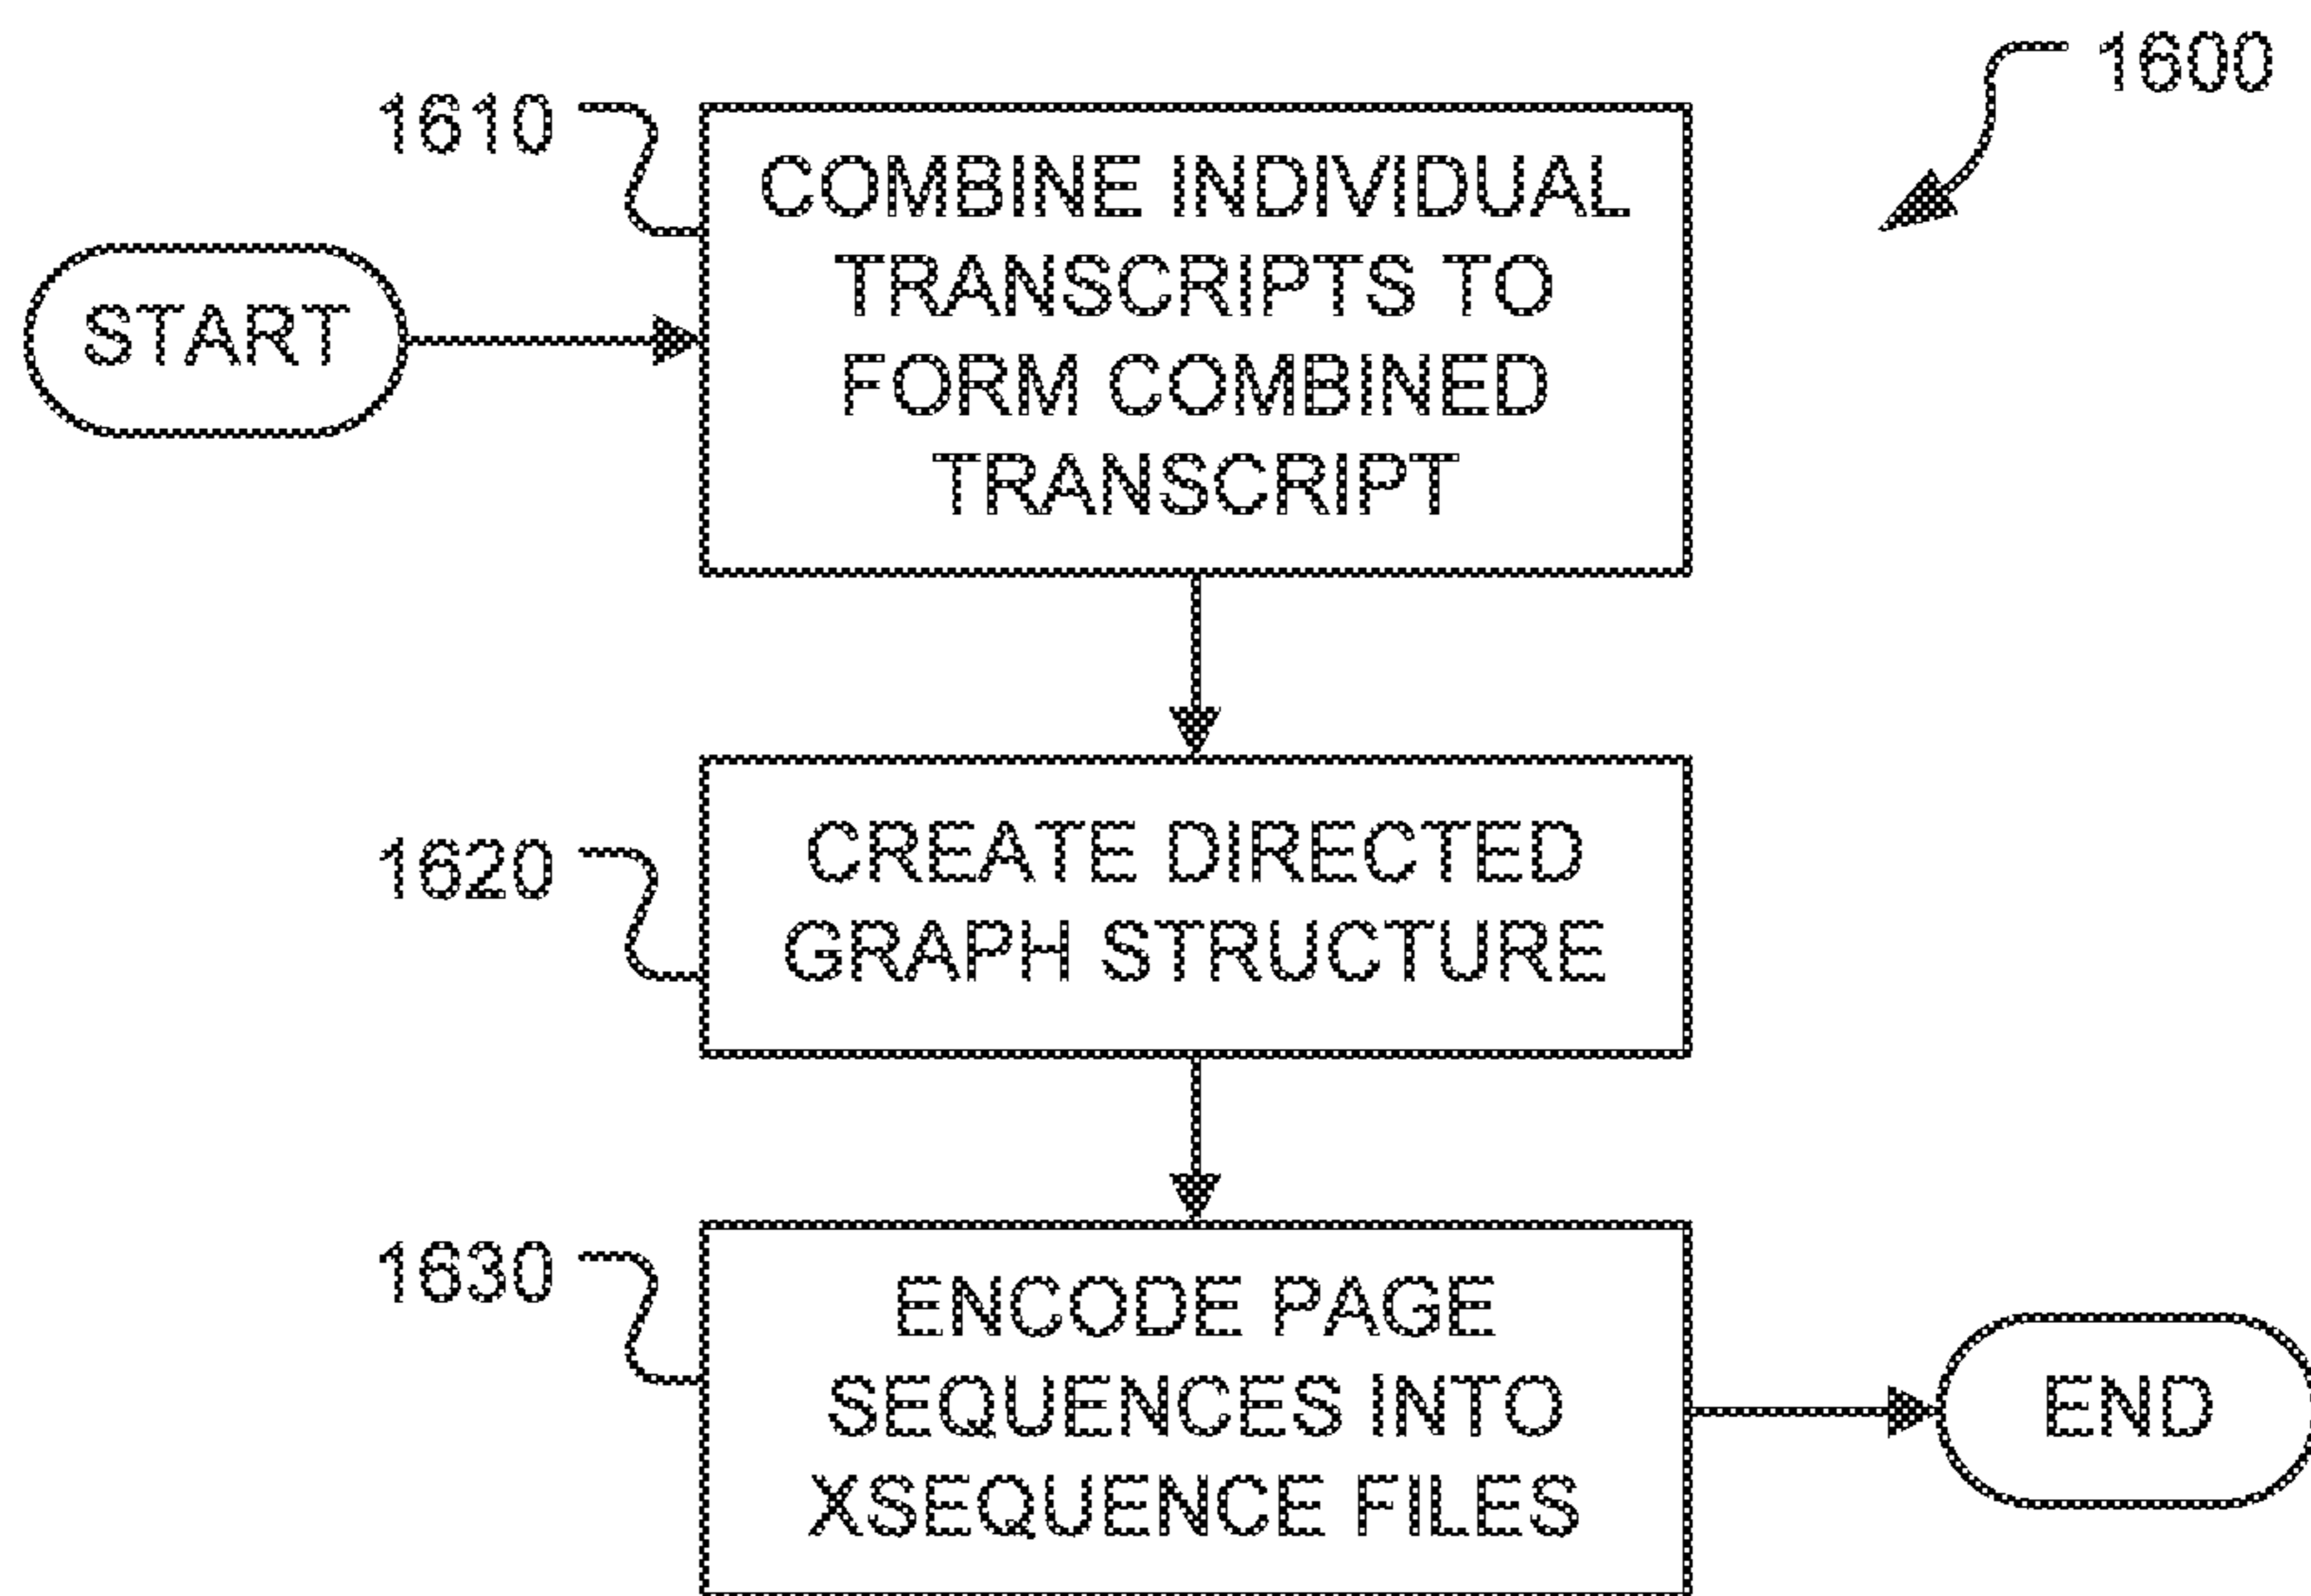 1600
1610
COMBINE INDIVIDUAL
TRANSCRIPTS TO
FORM COMBINED
TRANSCRIPT
START
1620
CREATE DIRECTED
GRAPH STRUCTURE
1630
ENCODE PAGE
SEQUENCES INTO
XSEQUENCE FILES
END